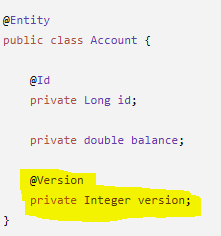 @Entity
public class Account {
@Id
private Long id;
private double balance;
@Version
private Integer version;
}